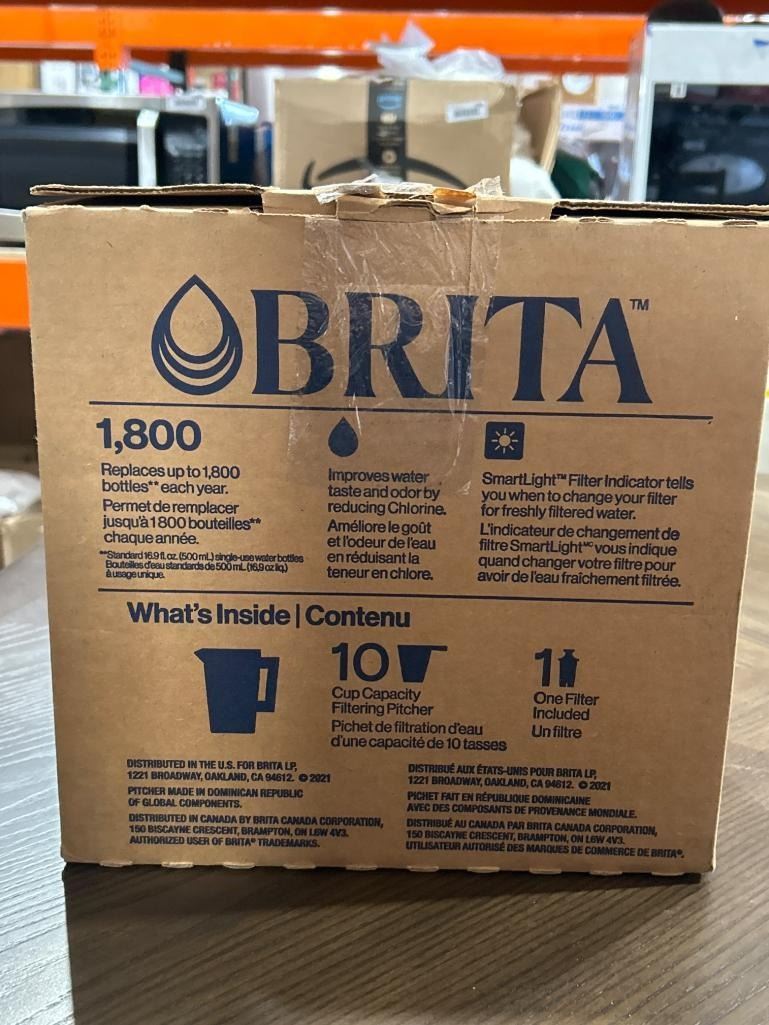 BRITA™
1,800
Replaces up to 1,800
bottles** each year.
Permet de remplacer
jusqu'à 1 800 bouteilles**
chaque année.
**Standard 16.9 fl. oz. (500 mL) single-use water bottles
Bouteilles d'eau standards de 500 mL (16,9 oz liq.)
à usage unique.
Improves water
taste and odor by
reducing Chlorine.
Améliore le goût
et l'odeur de l'eau
en réduisant la
teneur en chlore.
SmartLight™ Filter Indicator tells
you when to change your filter
for freshly filtered water.
L'indicateur de changement de
filtre SmartLight᙮ᶜ vous indique
quand changer votre filtre pour
avoir de l'eau fraîchement filtrée.
What's Inside | Contenu
10
Cup Capacity
Filtering Pitcher
Pichet de filtration d'eau
d'une capacité de 10 tasses
1
One Filter
Included
Un filtre
DISTRIBUTED IN THE U.S. FOR BRITA LP,
1221 BROADWAY, OAKLAND, CA 94612. © 2021
PITCHER MADE IN DOMINICAN REPUBLIC
OF GLOBAL COMPONENTS.
DISTRIBUTED IN CANADA BY BRITA CANADA CORPORATION,
150 BISCAYNE CRESCENT, BRAMPTON, ON L6W 4V3.
AUTHORIZED USER OF BRITA® TRADEMARKS.
DISTRIBUÉ AUX ÉTATS-UNIS POUR BRITA LP,
1221 BROADWAY, OAKLAND, CA 94612. © 2021
PICHET FAIT EN RÉPUBLIQUE DOMINICAINE
AVEC DES COMPOSANTS DE PROVENANCE MONDIALE.
DISTRIBUÉ AU CANADA PAR BRITA CANADA CORPORATION,
150 BISCAYNE CRESCENT, BRAMPTON, ON L6W 4V3.
UTILISATEUR AUTORISÉ DES MARQUES DE COMMERCE DE BRITA®.